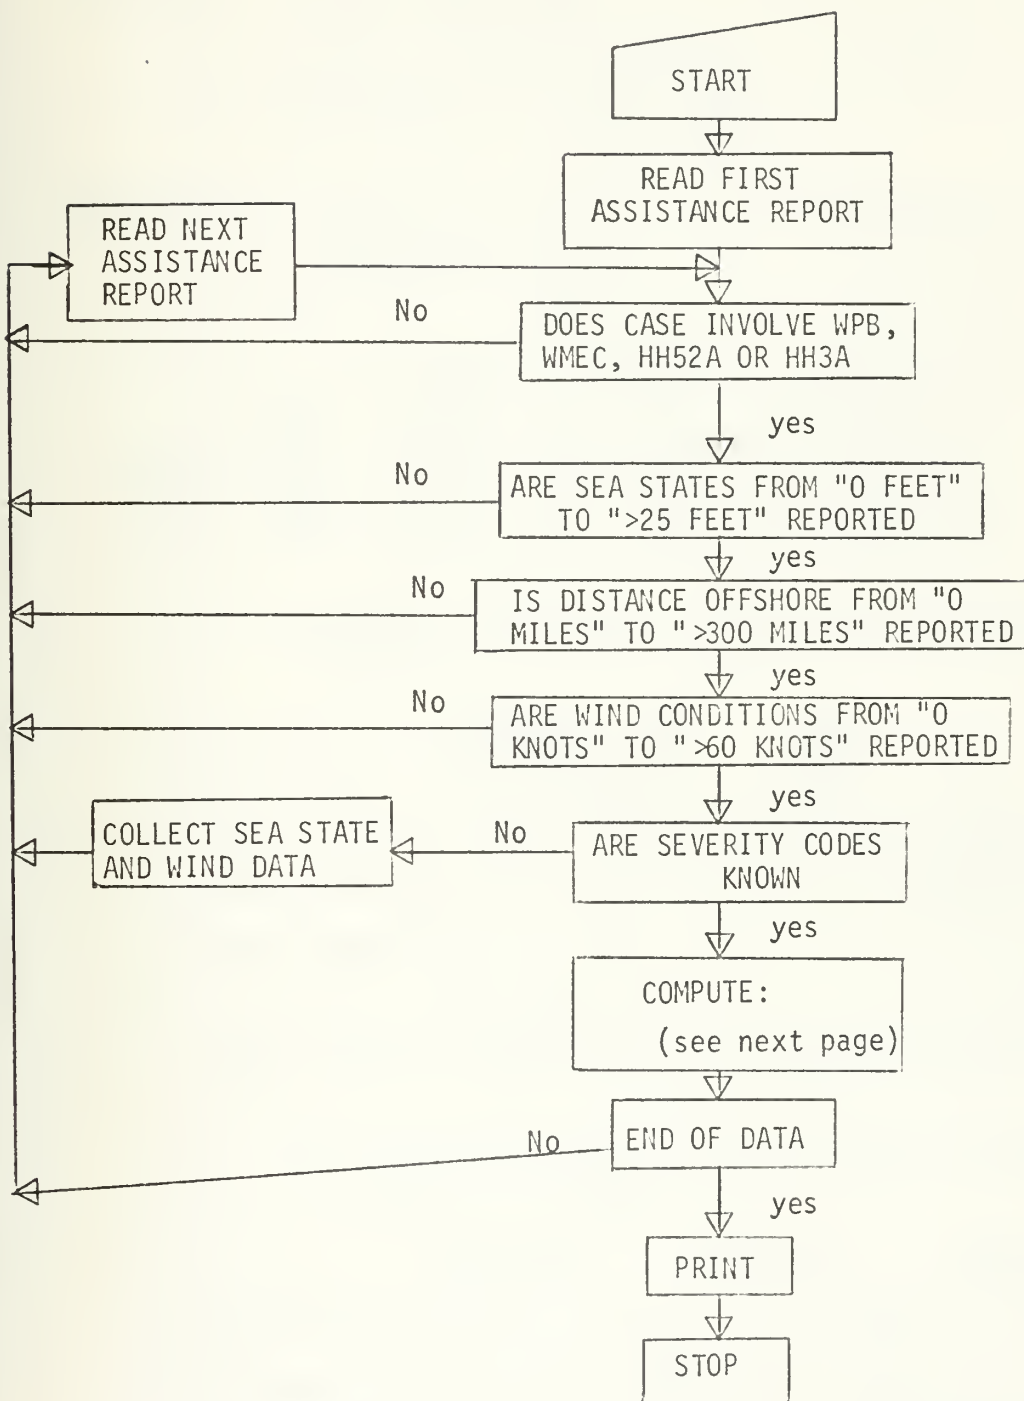 START
READ FIRST
ASSISTANCE REPORT
READ NEXT
ASSISTANCE
REPORT
No
DOES CASE INVOLVE WPB,
WMEC, HH52A OR HH3A
yes
No
ARE SEA STATES FROM "0 FEET"
TO ">25 FEET" REPORTED
yes
No
IS DISTANCE OFFSHORE FROM "0
MILES" TO ">300 MILES" REPORTED
yes
No
ARE WIND CONDITIONS FROM "0
KNOTS" TO ">60 KNOTS" REPORTED
yes
COLLECT SEA STATE
AND WIND DATA
No
ARE SEVERITY CODES
KNOWN
yes
COMPUTE:
(see next page)
No
END OF DATA
yes
PRINT
STOP